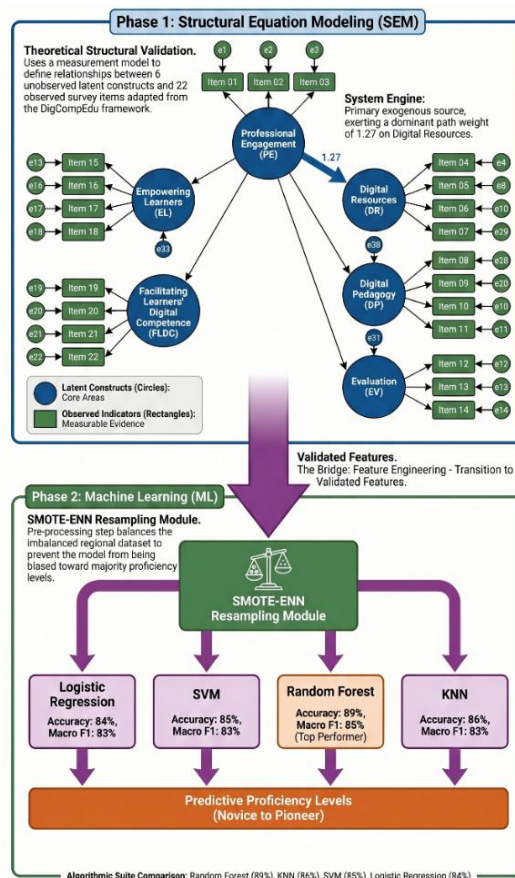 Phase 1: Structural Equation Modeling (SEM)
Theoretical Structural Validation.
Uses a measurement model to
define relationships between 6
unobserved latent constructs and 22
observed survey items adapted from
the DigCompEdu framework.
e1
e2
e3
Item 01
Item 02
Item 03
Professional
Engagement
(PE)
System Engine:
Primary exogenous source,
exerting a dominant path weight
of 1.27 on Digital Resources.
1.27
e13
Item 15
e16
Item 16
e17
Item 17
e18
Item 18
Empowering
Learners
(EL)
e33
Digital
Resources
(DR)
Item 04
e4
Item 05
e8
Item 06
e10
Item 07
e29
e38
e19
Item 19
e20
Item 20
e21
Item 21
e22
Item 22
Facilitating
Learners'
Digital
Competence
(FLDC)
Digital
Pedagogy
(DP)
Item 08
e28
Item 09
e20
Item 10
e10
Item 11
e11
e31
Evaluation
(EV)
Item 12
e12
Item 13
e13
Item 14
e14
Latent Constructs (Circles):
Core Areas
Observed Indicators (Rectangles):
Measurable Evidence
Validated Features.
The Bridge: Feature Engineering - Transition to
Validated Features.
Phase 2: Machine Learning (ML)
SMOTE-ENN Resampling Module.
Pre-processing step balances the
imbalanced regional dataset to
prevent the model from being
biased toward majority proficiency
levels.
SMOTE-ENN
Resampling Module
Logistic
Regression
Accuracy: 84%,
Macro F1: 83%
SVM
Accuracy: 85%,
Macro F1: 83%
Random Forest
Accuracy: 89%,
Macro F1: 85%
(Top Performer)
KNN
Accuracy: 86%,
Macro F1: 83%
Predictive Proficiency Levels
(Novice to Pioneer)
Algorithmic Suite Comparison: Random Forest (89%), KNN (86%), SVM (85%), Logistic Regression (84%)